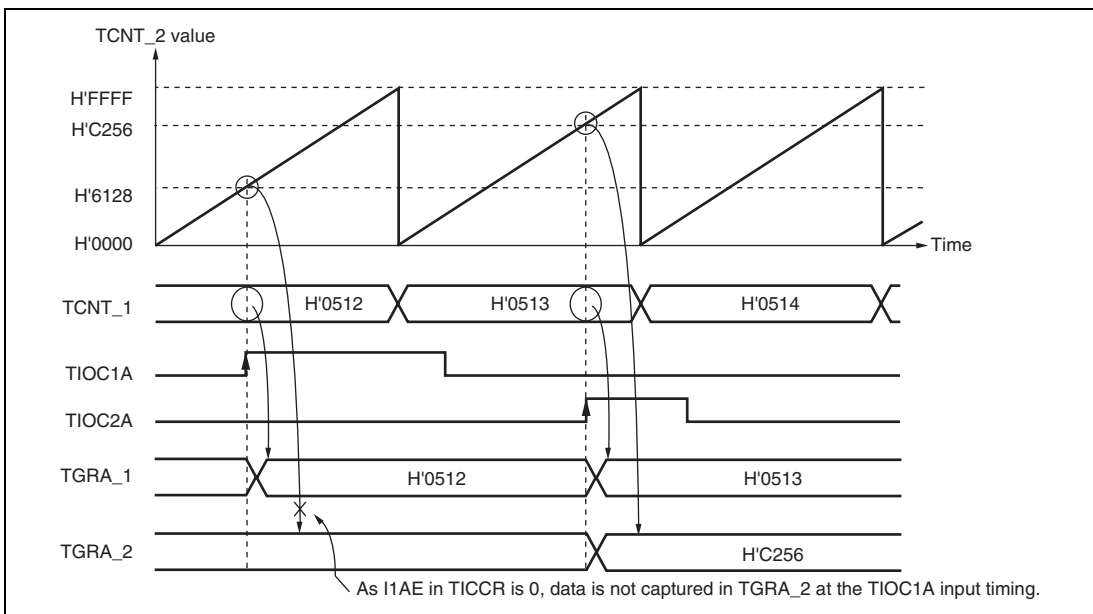 TCNT_2 value
H'FFFF
H'C256
H'6128
H'0000
Time
TCNT_1
H'0512
H'0513
H'0514
TIOC1A
TIOC2A
TGRA_1
H'0512
H'0513
TGRA_2
H'C256
As I1AE in TICCR is 0, data is not captured in TGRA_2 at the TIOC1A input timing.